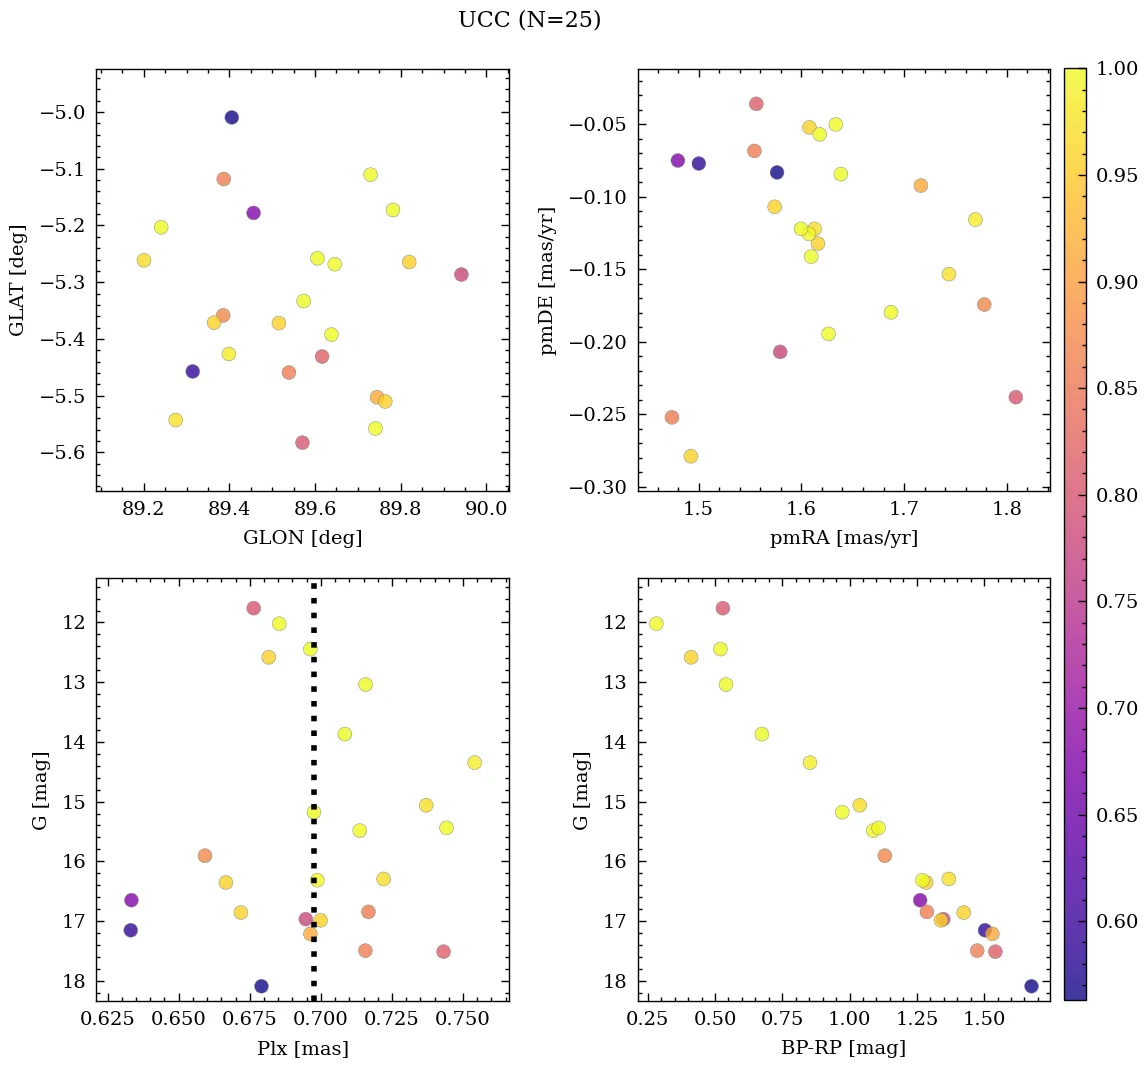 UCC (N=25)
−5.0
−5.1
−5.2
−5.3
−5.4
−5.5
−5.6
GLAT [deg]
89.2 89.4 89.6 89.8 90.0
GLON [deg]
−0.05
−0.10
−0.15
−0.20
−0.25
−0.30
pmDE [mas/yr]
1.5 1.6 1.7 1.8
pmRA [mas/yr]
12
13
14
15
16
17
18
G [mag]
0.625 0.650 0.675 0.700 0.725 0.750
Plx [mas]
12
13
14
15
16
17
18
G [mag]
0.25 0.50 0.75 1.00 1.25 1.50
BP-RP [mag]
1.00
0.95
0.90
0.85
0.80
0.75
0.70
0.65
0.60